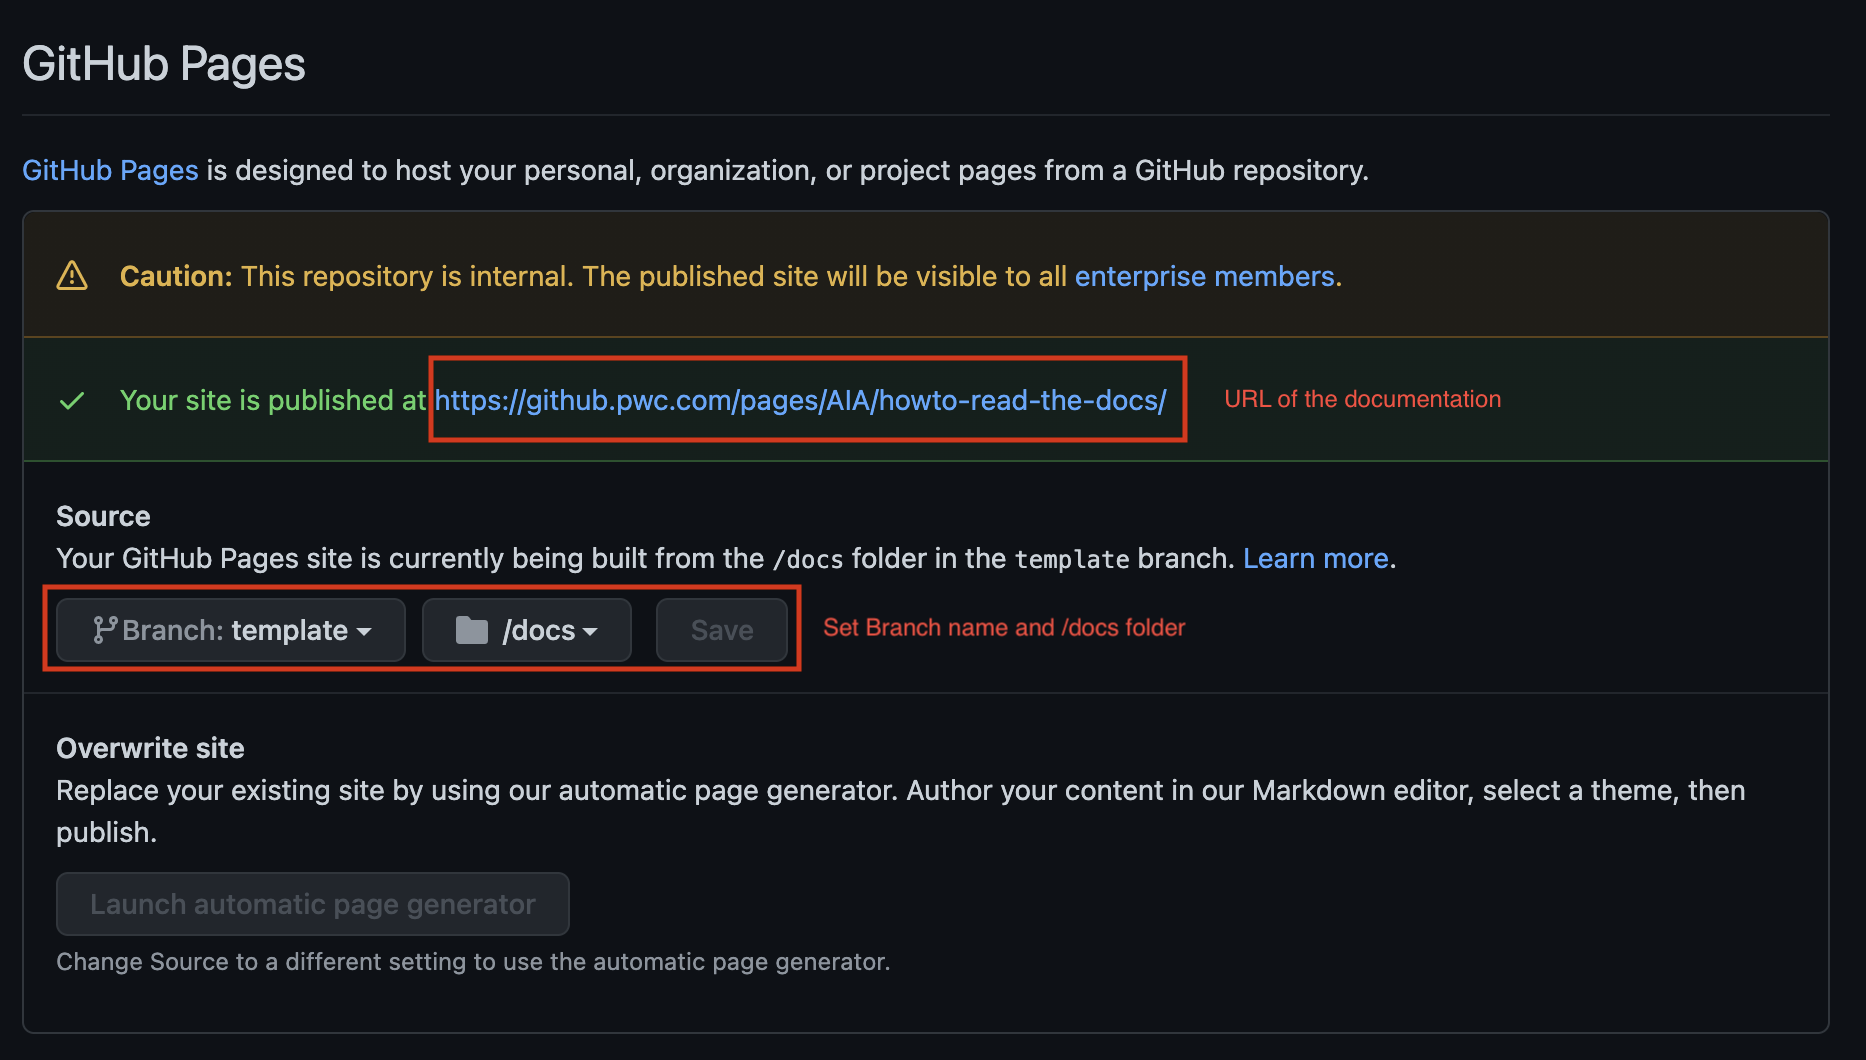 GitHub Pages
GitHub Pages is designed to host your personal, organization, or project pages from a GitHub repository.
Caution: This repository is internal. The published site will be visible to all enterprise members.
Your site is published at https://github.pwc.com/pages/AIA/howto-read-the-docs/
URL of the documentation
Source
Your GitHub Pages site is currently being built from the /docs folder in the template branch. Learn more.
Branch: template
/docs
Save
Set Branch name and /docs folder
Overwrite site
Replace your existing site by using our automatic page generator. Author your content in our Markdown editor, select a theme, then
publish.
Launch automatic page generator
Change Source to a different setting to use the automatic page generator.